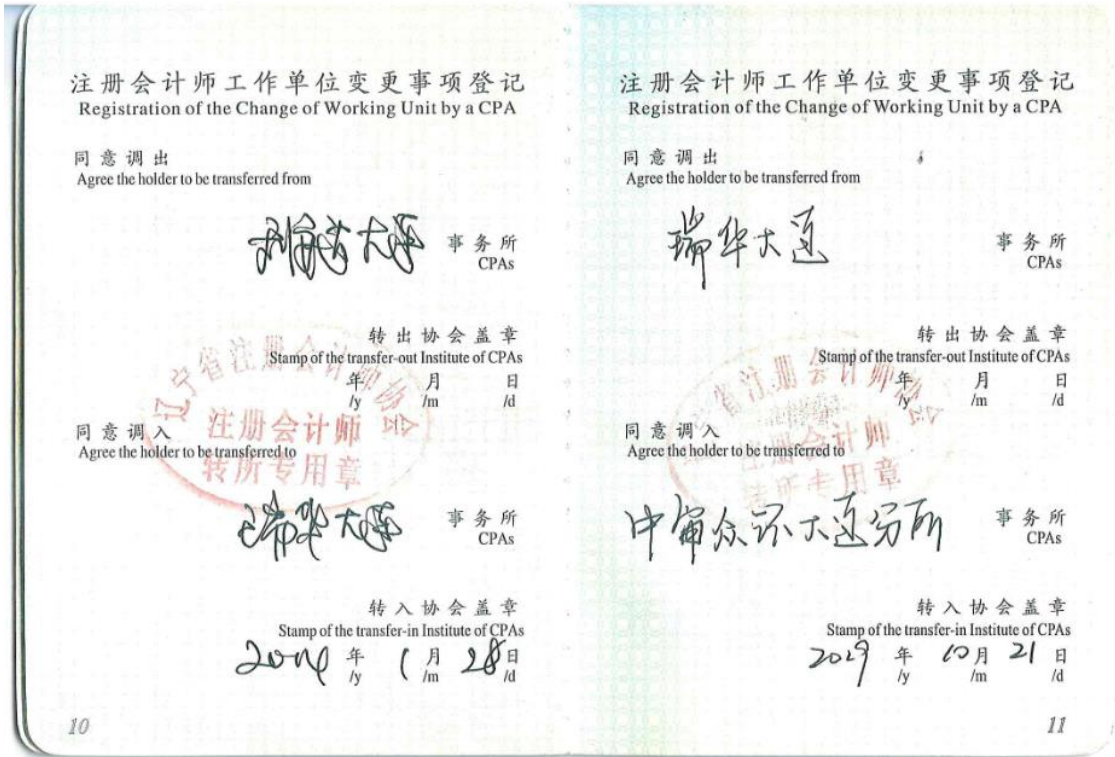 注册会计师工作单位变更事项登记
Registration of the Change of Working Unit by a CPA
同意调出
Agree the holder to be transferred from
大连
事务所
CPAs
转出协会盖章
Stamp of the transfer-out Institute of CPAs
年 月 日
/y /m /d
辽宁省注册会计师协会
注册会计师
转所专用章
同意调入
Agree the holder to be transferred to
瑞华大连
事务所
CPAs
转入协会盖章
Stamp of the transfer-in Institute of CPAs
年 1 月 28 日
/y /m /d
10
注册会计师工作单位变更事项登记
Registration of the Change of Working Unit by a CPA
同意调出
Agree the holder to be transferred from
瑞华大连
事务所
CPAs
转出协会盖章
Stamp of the transfer-out Institute of CPAs
年 月 日
/y /m /d
省注册会计师协会
注册会计师
转所专用章
同意调入
Agree the holder to be transferred to
中审众环大连分所
事务所
CPAs
转入协会盖章
Stamp of the transfer-in Institute of CPAs
2019 年 10 月 21 日
/y /m /d
11